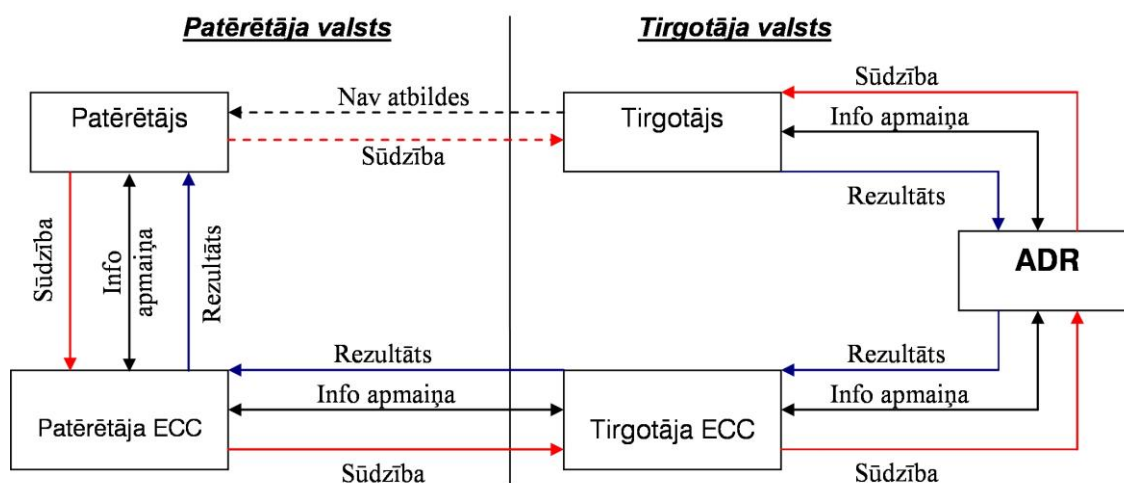 Patērētāja valsts
Tirgotāja valsts
Sūdzība
Nav atbildes
Patērētājs
Tirgotājs
Info apmaiņa
Sūdzība
Rezultāts
Sūdzība
Info
apmaiņa
Rezultāts
ADR
Rezultāts
Rezultāts
Info apmaiņa
Info apmaiņa
Patērētāja ECC
Tirgotāja ECC
Sūdzība
Sūdzība